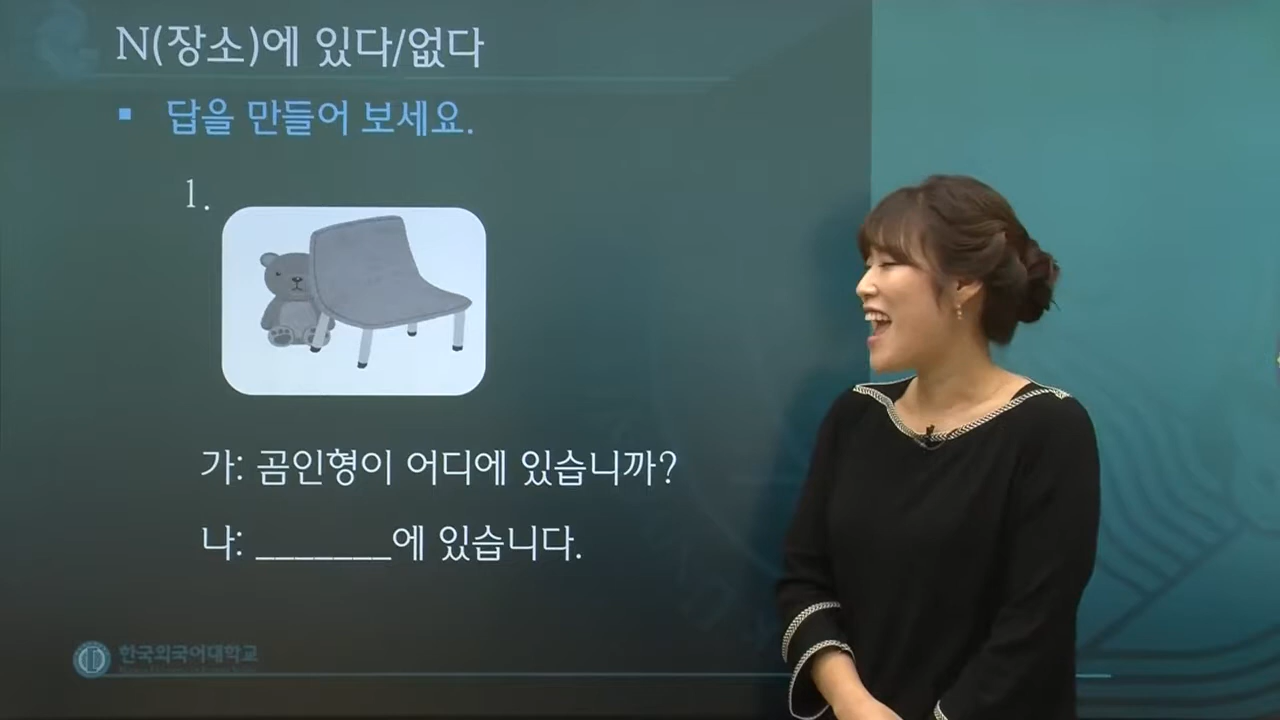 N(장소)에 있다/없다
▪ 답을 만들어 보세요.
1.
가: 곰인형이 어디에 있습니까?
나: _______에 있습니다.
한국외국어대학교